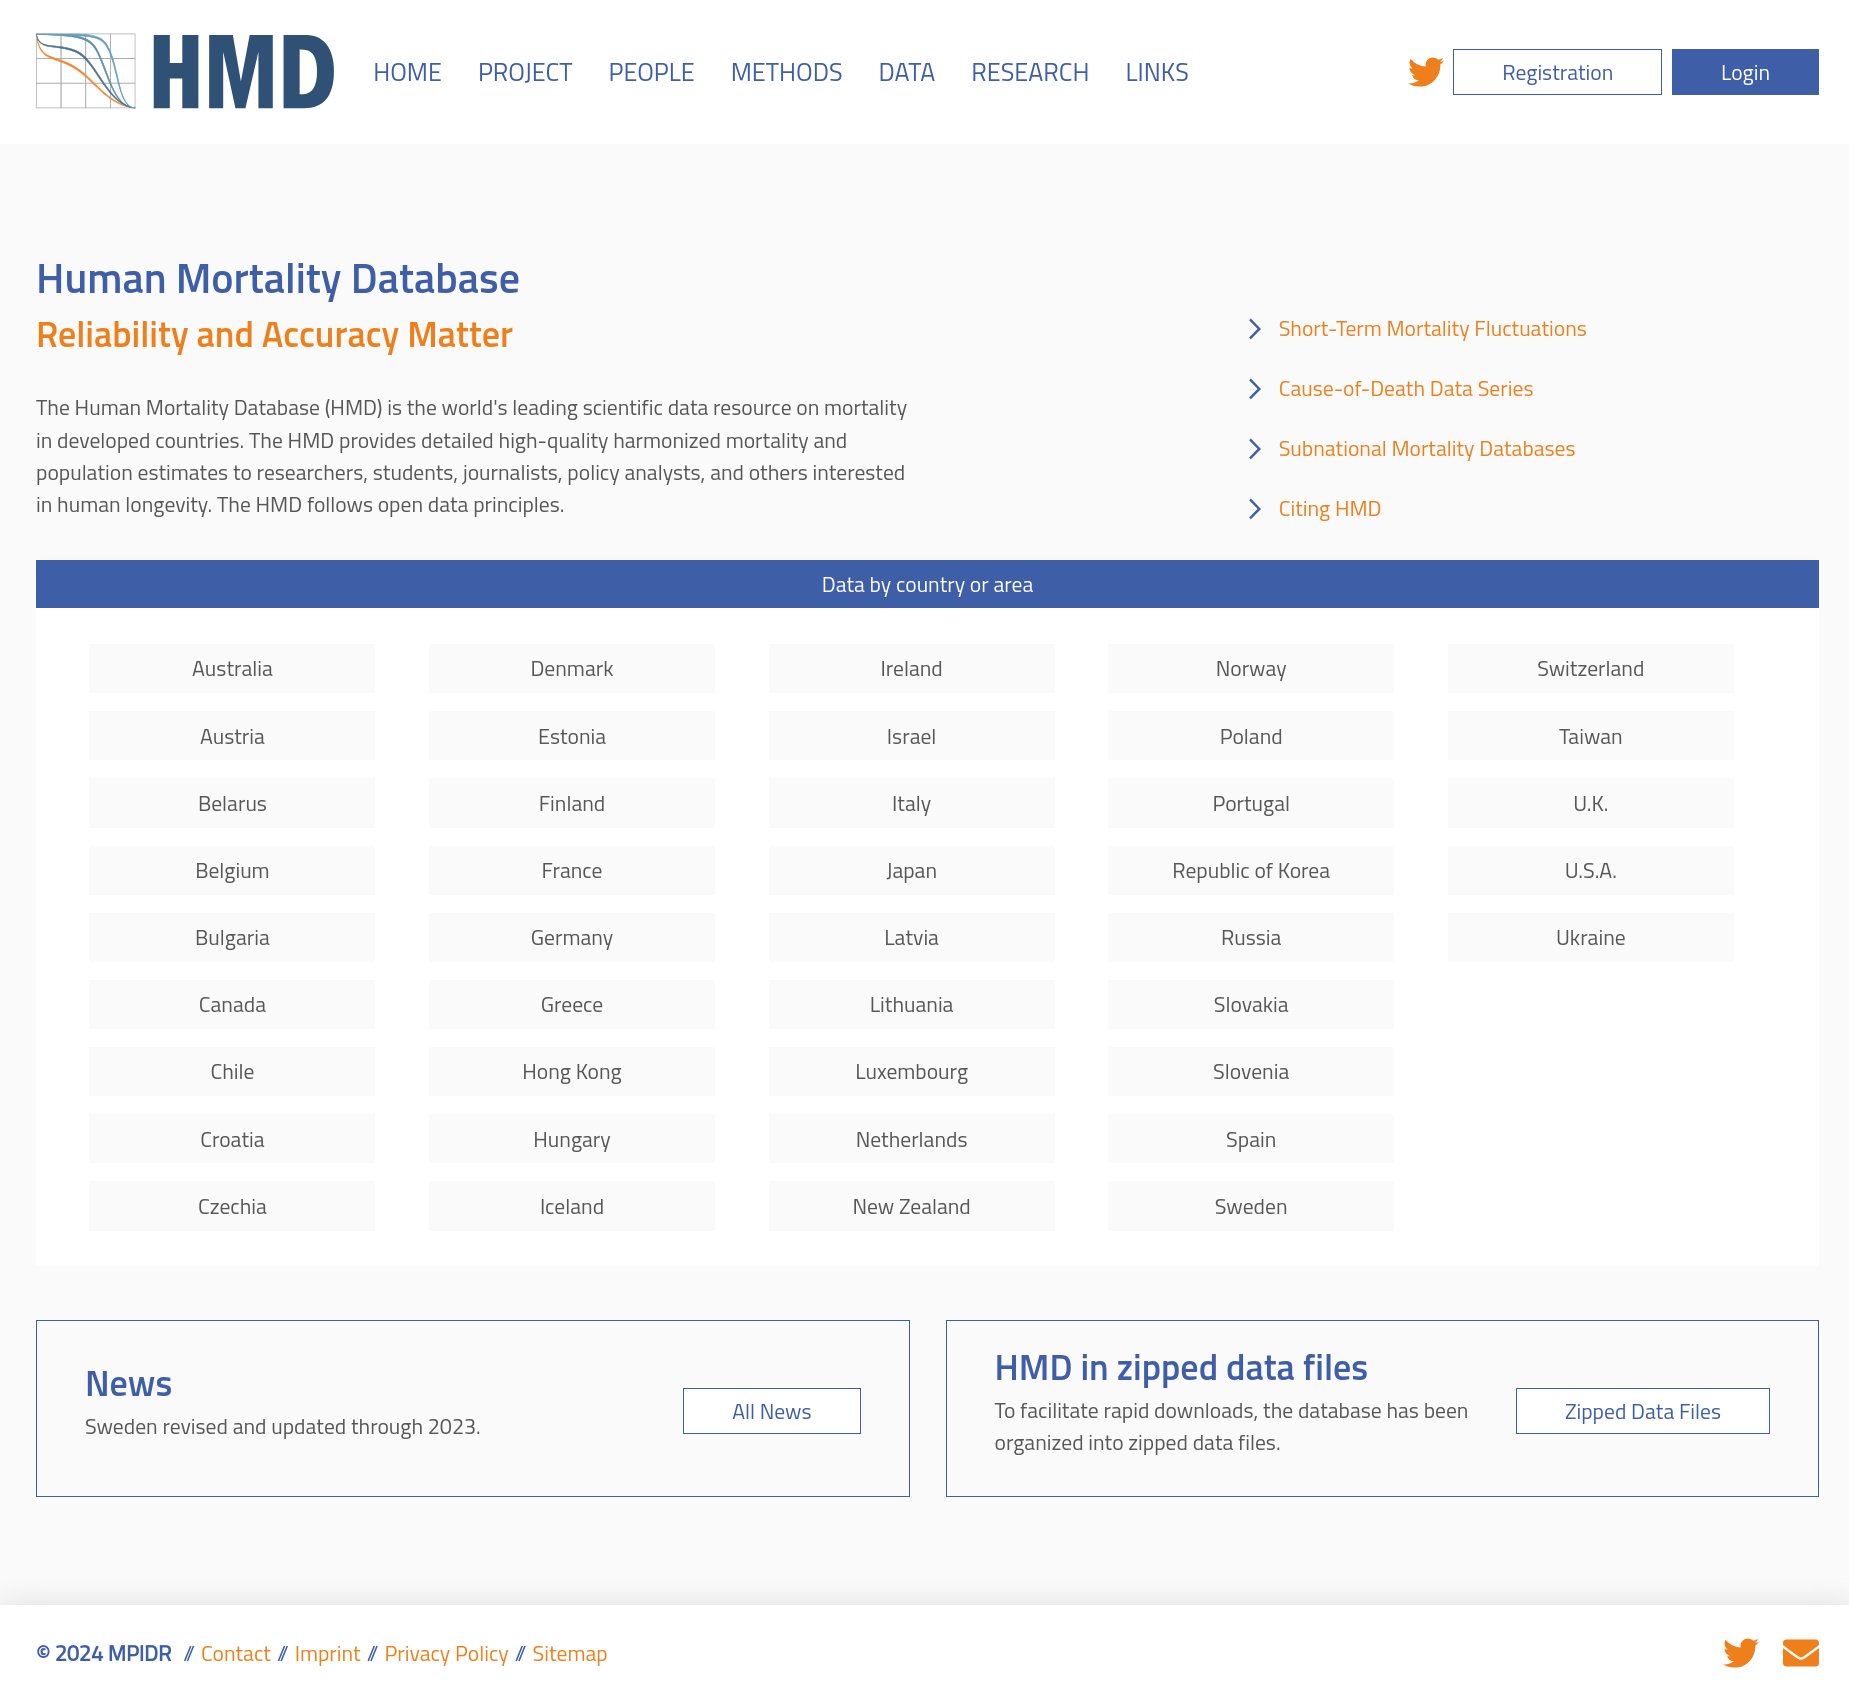 HMD
HOME PROJECT PEOPLE METHODS DATA RESEARCH LINKS
Registration
Login
Human Mortality Database
Reliability and Accuracy Matter
The Human Mortality Database (HMD) is the world's leading scientific data resource on mortality
in developed countries. The HMD provides detailed high-quality harmonized mortality and
population estimates to researchers, students, journalists, policy analysts, and others interested
in human longevity. The HMD follows open data principles.
Short-Term Mortality Fluctuations
Cause-of-Death Data Series
Subnational Mortality Databases
Citing HMD
Data by country or area
Australia
Austria
Belarus
Belgium
Bulgaria
Canada
Chile
Croatia
Czechia
Denmark
Estonia
Finland
France
Germany
Greece
Hong Kong
Hungary
Iceland
Ireland
Israel
Italy
Japan
Latvia
Lithuania
Luxembourg
Netherlands
New Zealand
Norway
Poland
Portugal
Republic of Korea
Russia
Slovakia
Slovenia
Spain
Sweden
Switzerland
Taiwan
U.K.
U.S.A.
Ukraine
News
Sweden revised and updated through 2023.
All News
HMD in zipped data files
To facilitate rapid downloads, the database has been
organized into zipped data files.
Zipped Data Files
© 2024 MPIDR // Contact // Imprint // Privacy Policy // Sitemap